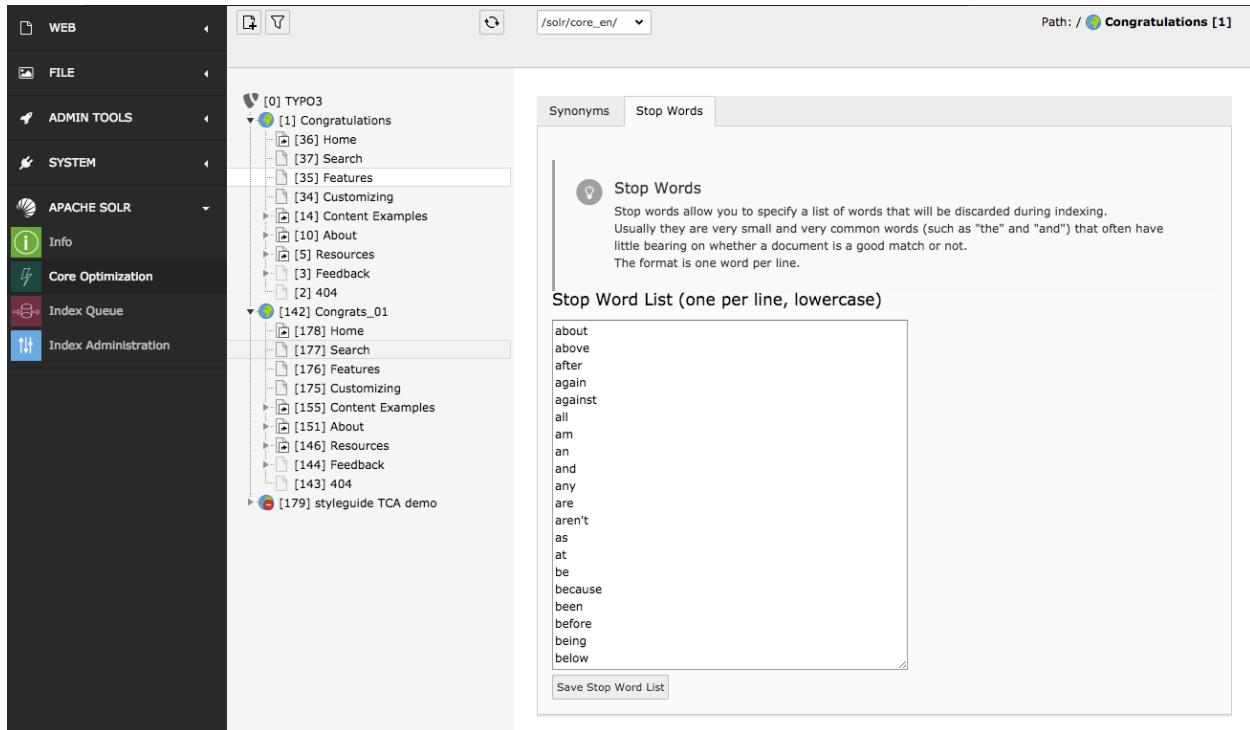 WEB
FILE
ADMIN TOOLS
SYSTEM
APACHE SOLR
Info
Core Optimization
Index Queue
Index Administration
/solr/core_en/
Path: / Congratulations [1]
[0] TYPO3
[1] Congratulations
[36] Home
[37] Search
[35] Features
[34] Customizing
[14] Content Examples
[10] About
[5] Resources
[3] Feedback
[2] 404
[142] Congrats_01
[178] Home
[177] Search
[176] Features
[175] Customizing
[155] Content Examples
[151] About
[146] Resources
[144] Feedback
[143] 404
[179] styleguide TCA demo
Synonyms
Stop Words
Stop Words
Stop words allow you to specify a list of words that will be discarded during indexing.
Usually they are very small and very common words (such as "the" and "and") that often have
little bearing on whether a document is a good match or not.
The format is one word per line.
Stop Word List (one per line, lowercase)
about
above
after
again
against
all
am
an
and
any
are
aren't
as
at
be
because
been
before
being
below
Save Stop Word List